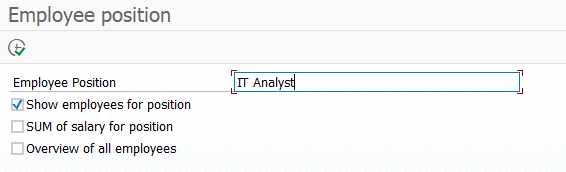 Employee position
Employee Position IT Analyst
Show employees for position
SUM of salary for position
Overview of all employees